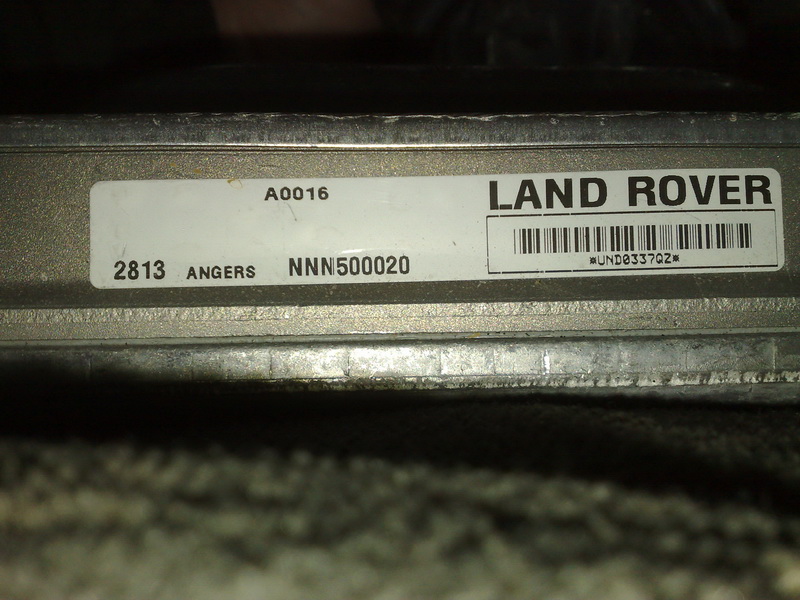 A0016
LAND ROVER
*UND0337QZ*
2813 ANGERS NNN500020